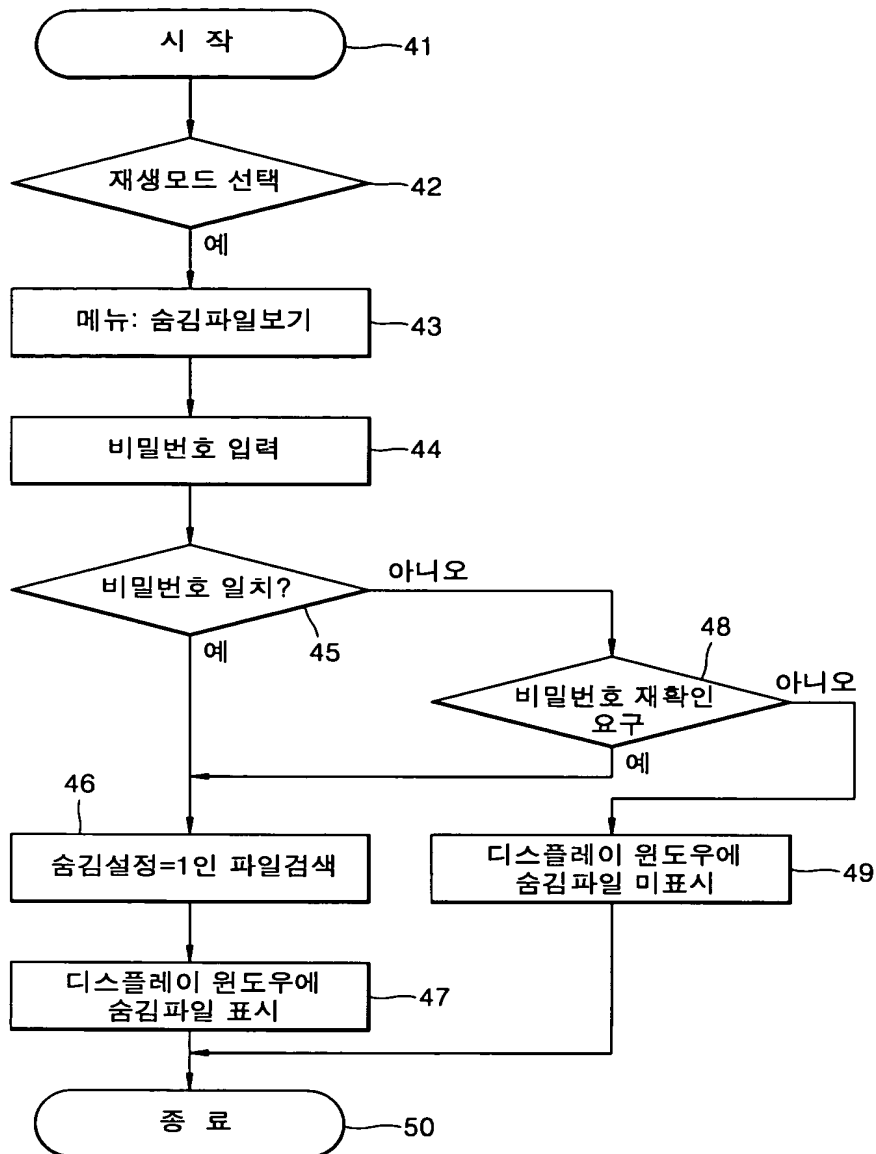 시 작
41
재생모드 선택
42
예
메뉴: 숨김파일보기
43
비밀번호 입력
44
비밀번호 일치?
아니오
45
예
48
비밀번호 재확인
요구
아니오
예
46
숨김설정=1인 파일검색
디스플레이 윈도우에
숨김파일 미표시
49
디스플레이 윈도우에
숨김파일 표시
47
종 료
50